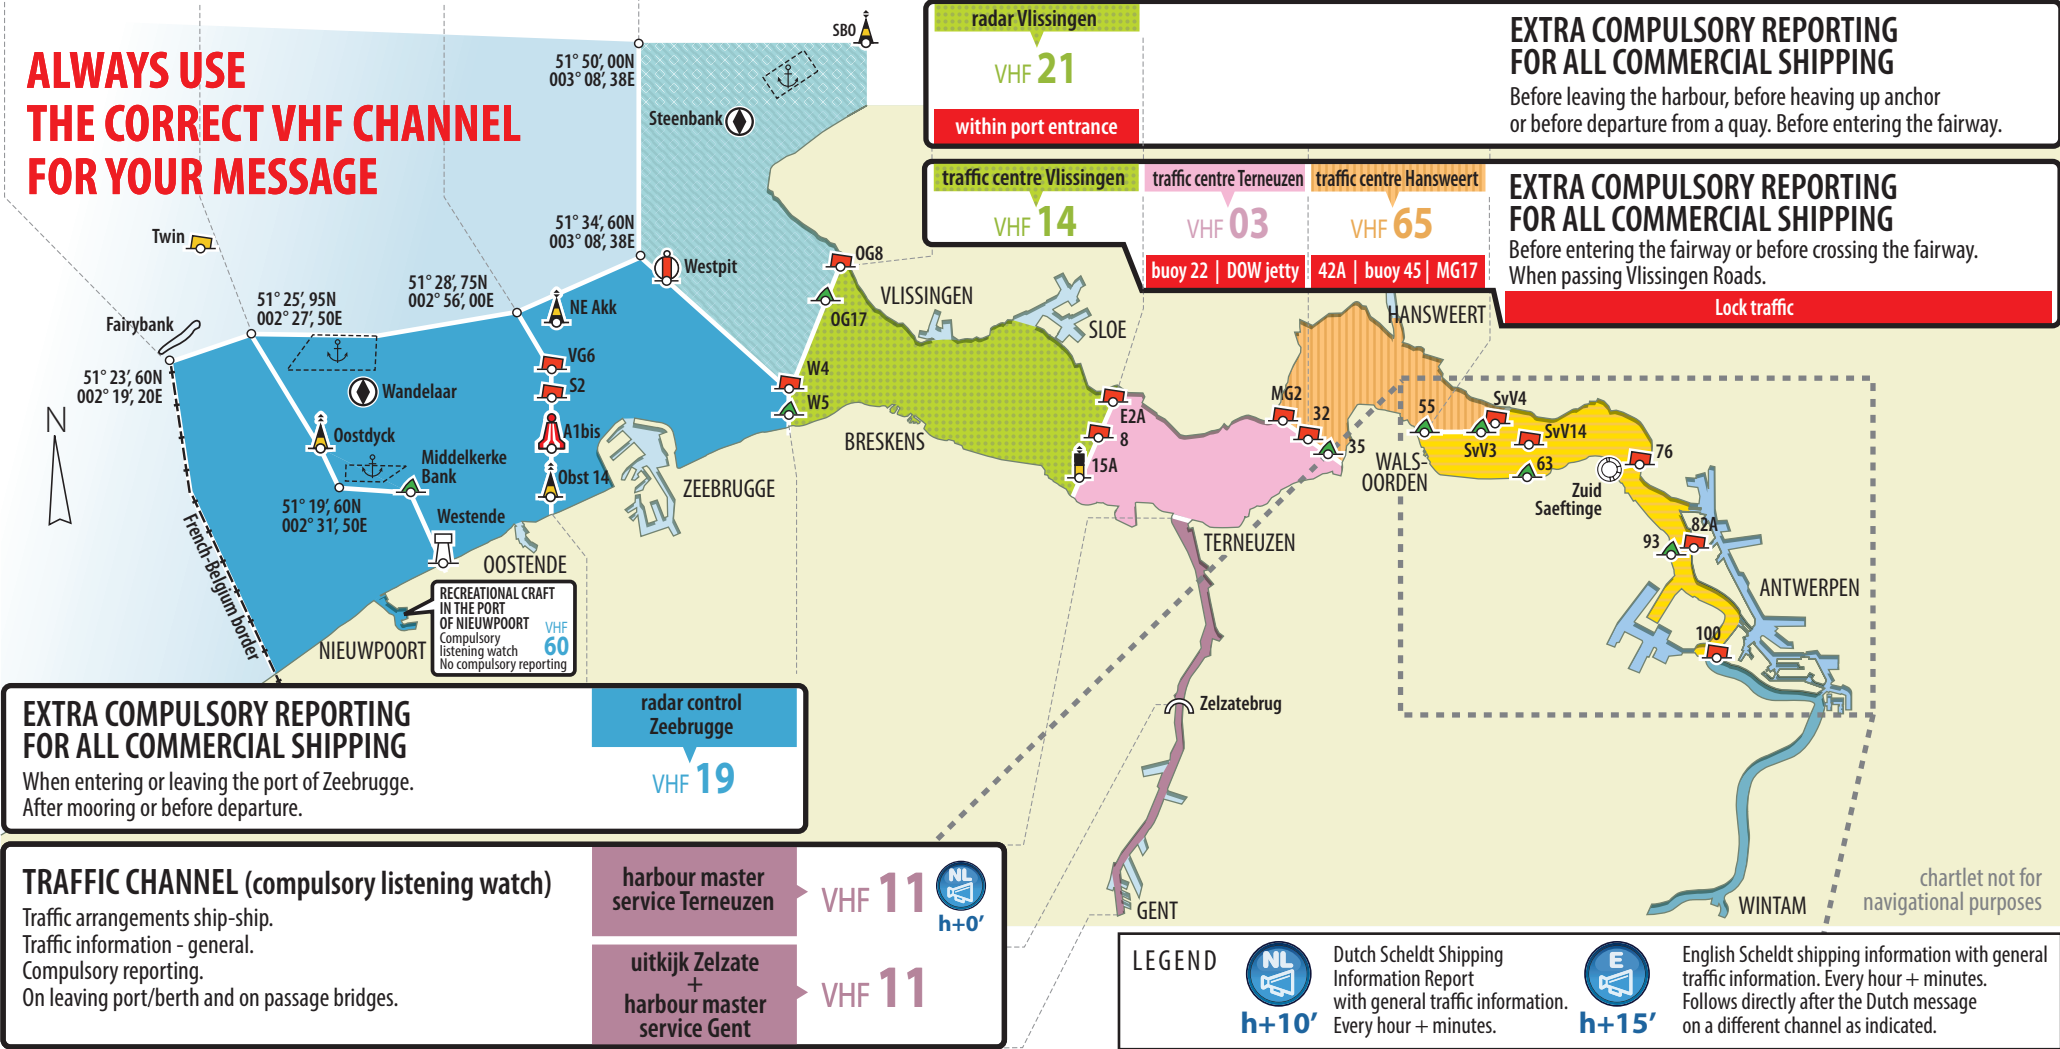 ALWAYS USE
THE CORRECT VHF CHANNEL
FOR YOUR MESSAGE
radar Vlissingen
VHF 21
within port entrance
EXTRA COMPULSORY REPORTING
FOR ALL COMMERCIAL SHIPPING
Before leaving the harbour, before heaving up anchor
or before departure from a quay. Before entering the fairway.
traffic centre Vlissingen
VHF 14
traffic centre Terneuzen
VHF 03
buoy 22 | DOW jetty
traffic centre Hansweert
VHF 65
42A | buoy 45 | MG17
EXTRA COMPULSORY REPORTING
FOR ALL COMMERCIAL SHIPPING
Before entering the fairway or before crossing the fairway.
When passing Vlissingen Roads.
Lock traffic
SBO
51° 50′, 00N
003° 08′, 38E
Steenbank
51° 34′, 60N
003° 08′, 38E
Westpit
Twin
51° 28′, 75N
002° 56′, 00E
51° 25′, 95N
002° 27′, 50E
Fairybank
51° 23′, 60N
002° 19′, 20E
N
NE Akk
VG6
S2
A1bis
Obst 14
Wandelaar
Oostdyck
Middelkerke
Bank
51° 19′, 60N
002° 31′, 50E
Westende
French-Belgium border
OG8
OG17
W4
W5
VLISSINGEN
SLOE
BRESKENS
ZEEBRUGGE
OOSTENDE
NIEUWPOORT
RECREATIONAL CRAFT
IN THE PORT
OF NIEUWPOORT
Compulsory
listening watch
No compulsory reporting
VHF
60
E2A
8
15A
MG2
32
35
HANSWEERT
WALS-
OORDEN
55
SvV4
SvV3
SvV14
63
76
Zuid
Saeftinge
82A
93
100
ANTWERPEN
TERNEUZEN
Zelzatebrug
GENT
WINTAM
chartlet not for
navigational purposes
EXTRA COMPULSORY REPORTING
FOR ALL COMMERCIAL SHIPPING
When entering or leaving the port of Zeebrugge.
After mooring or before departure.
radar control
Zeebrugge
VHF 19
TRAFFIC CHANNEL (compulsory listening watch)
Traffic arrangements ship-ship.
Traffic information - general.
Compulsory reporting.
On leaving port/berth and on passage bridges.
harbour master
service Terneuzen
VHF 11
NL
h+0′
uitkijk Zelzate
+
harbour master
service Gent
VHF 11
LEGEND
NL
h+10′
Dutch Scheldt Shipping
Information Report
with general traffic information.
Every hour + minutes.
E
h+15′
English Scheldt shipping information with general
traffic information. Every hour + minutes.
Follows directly after the Dutch message
on a different channel as indicated.